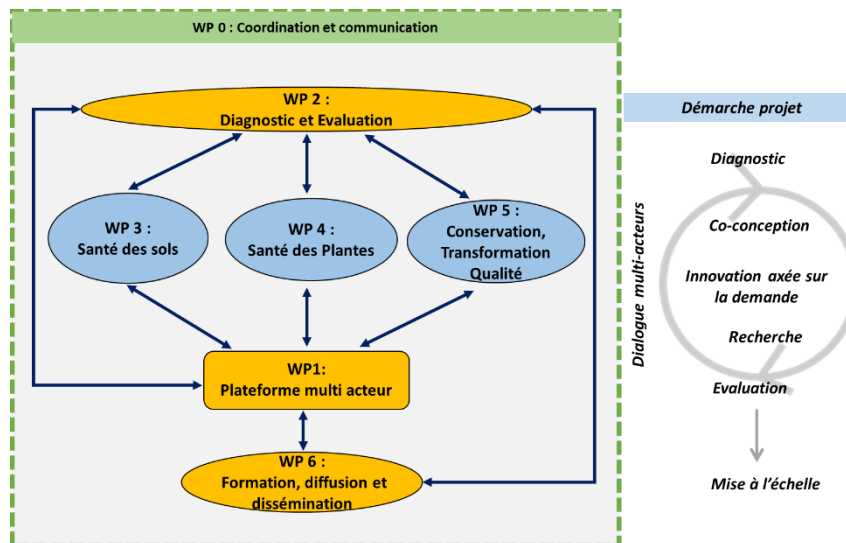 WP 0 : Coordination et communication
WP 2 :
Diagnostic et Evaluation
WP 3 :
Santé des sols
WP 4 :
Santé des Plantes
WP 5 :
Conservation,
Transformation
Qualité
WP1:
Plateforme multi acteur
WP 6 :
Formation, diffusion et
dissémination
Dialogue multi-acteurs
Démarche projet
Diagnostic
Co-conception
Innovation axée sur
la demande
Recherche
Evaluation
Mise à l’échelle